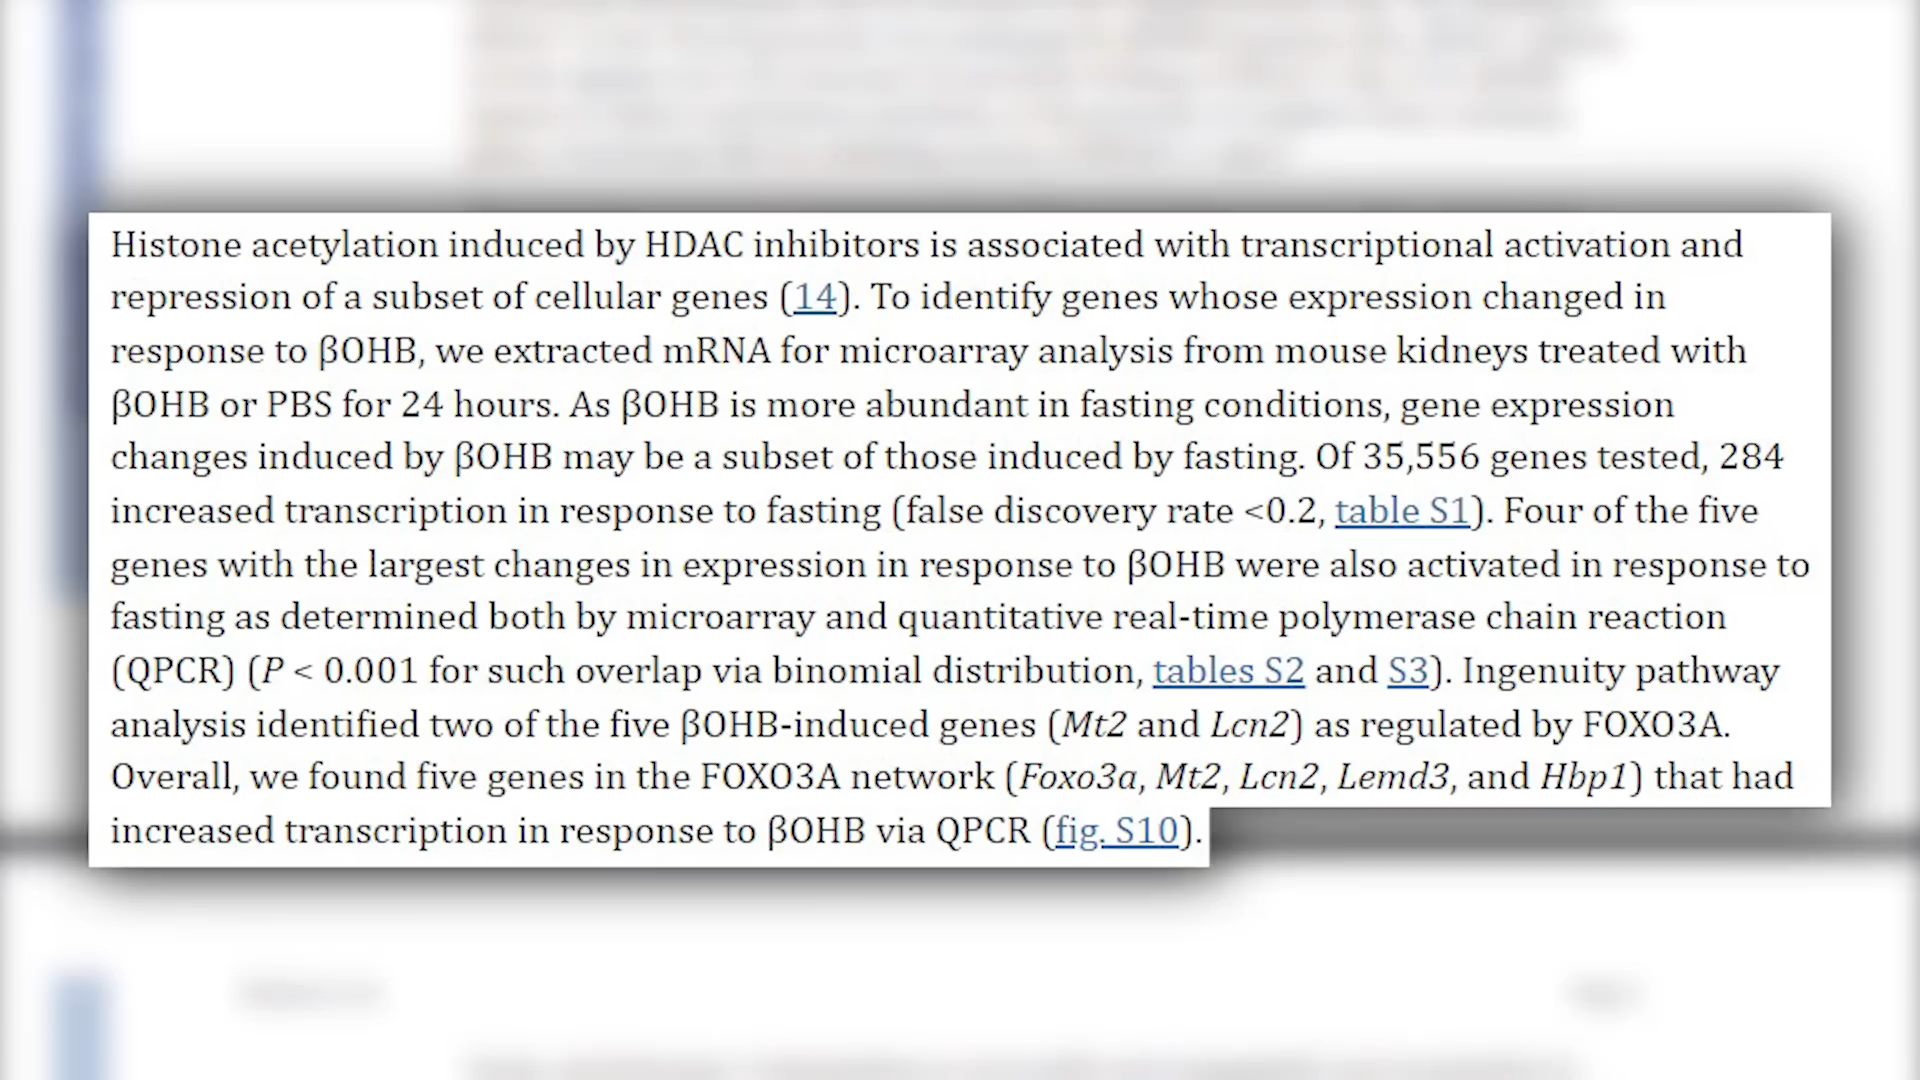 Histone acetylation induced by HDAC inhibitors is associated with transcriptional activation and
repression of a subset of cellular genes (14). To identify genes whose expression changed in
response to βOHB, we extracted mRNA for microarray analysis from mouse kidneys treated with
βOHB or PBS for 24 hours. As βOHB is more abundant in fasting conditions, gene expression
changes induced by βOHB may be a subset of those induced by fasting. Of 35,556 genes tested, 284
increased transcription in response to fasting (false discovery rate <0.2, table S1). Four of the five
genes with the largest changes in expression in response to βOHB were also activated in response to
fasting as determined both by microarray and quantitative real-time polymerase chain reaction
(QPCR) (P < 0.001 for such overlap via binomial distribution, tables S2 and S3). Ingenuity pathway
analysis identified two of the five βOHB-induced genes (Mt2 and Lcn2) as regulated by FOXO3A.
Overall, we found five genes in the FOXO3A network (Foxo3a, Mt2, Lcn2, Lemd3, and Hbp1) that had
increased transcription in response to βOHB via QPCR (fig. S10).